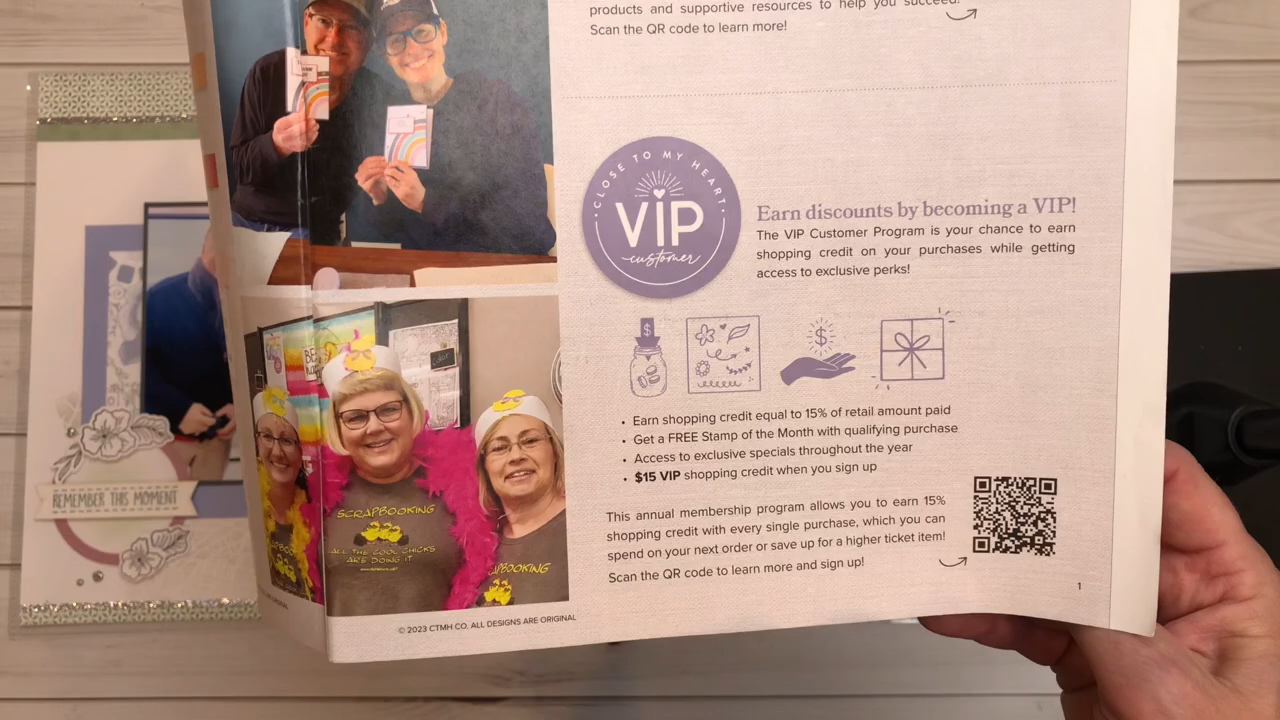 products and supportive resources to help you succeed.
Scan the QR code to learn more!
CLOSE TO MY HEART
VIP
customer
Earn discounts by becoming a VIP!
The VIP Customer Program is your chance to earn
shopping credit on your purchases while getting
access to exclusive perks!
$
$
• Earn shopping credit equal to 15% of retail amount paid
• Get a FREE Stamp of the Month with qualifying purchase
• Access to exclusive specials throughout the year
• $15 VIP shopping credit when you sign up
This annual membership program allows you to earn 15%
shopping credit with every single purchase, which you can
spend on your next order or save up for a higher ticket item!
Scan the QR code to learn more and sign up!
1
REMEMBER THIS MOMENT
SCRAPBOOKING
ALL THE COOL CHICKS
ARE DOING IT
APBOOKING
© 2023 CTMH CO. ALL DESIGNS ARE ORIGINAL
ORIGINAL